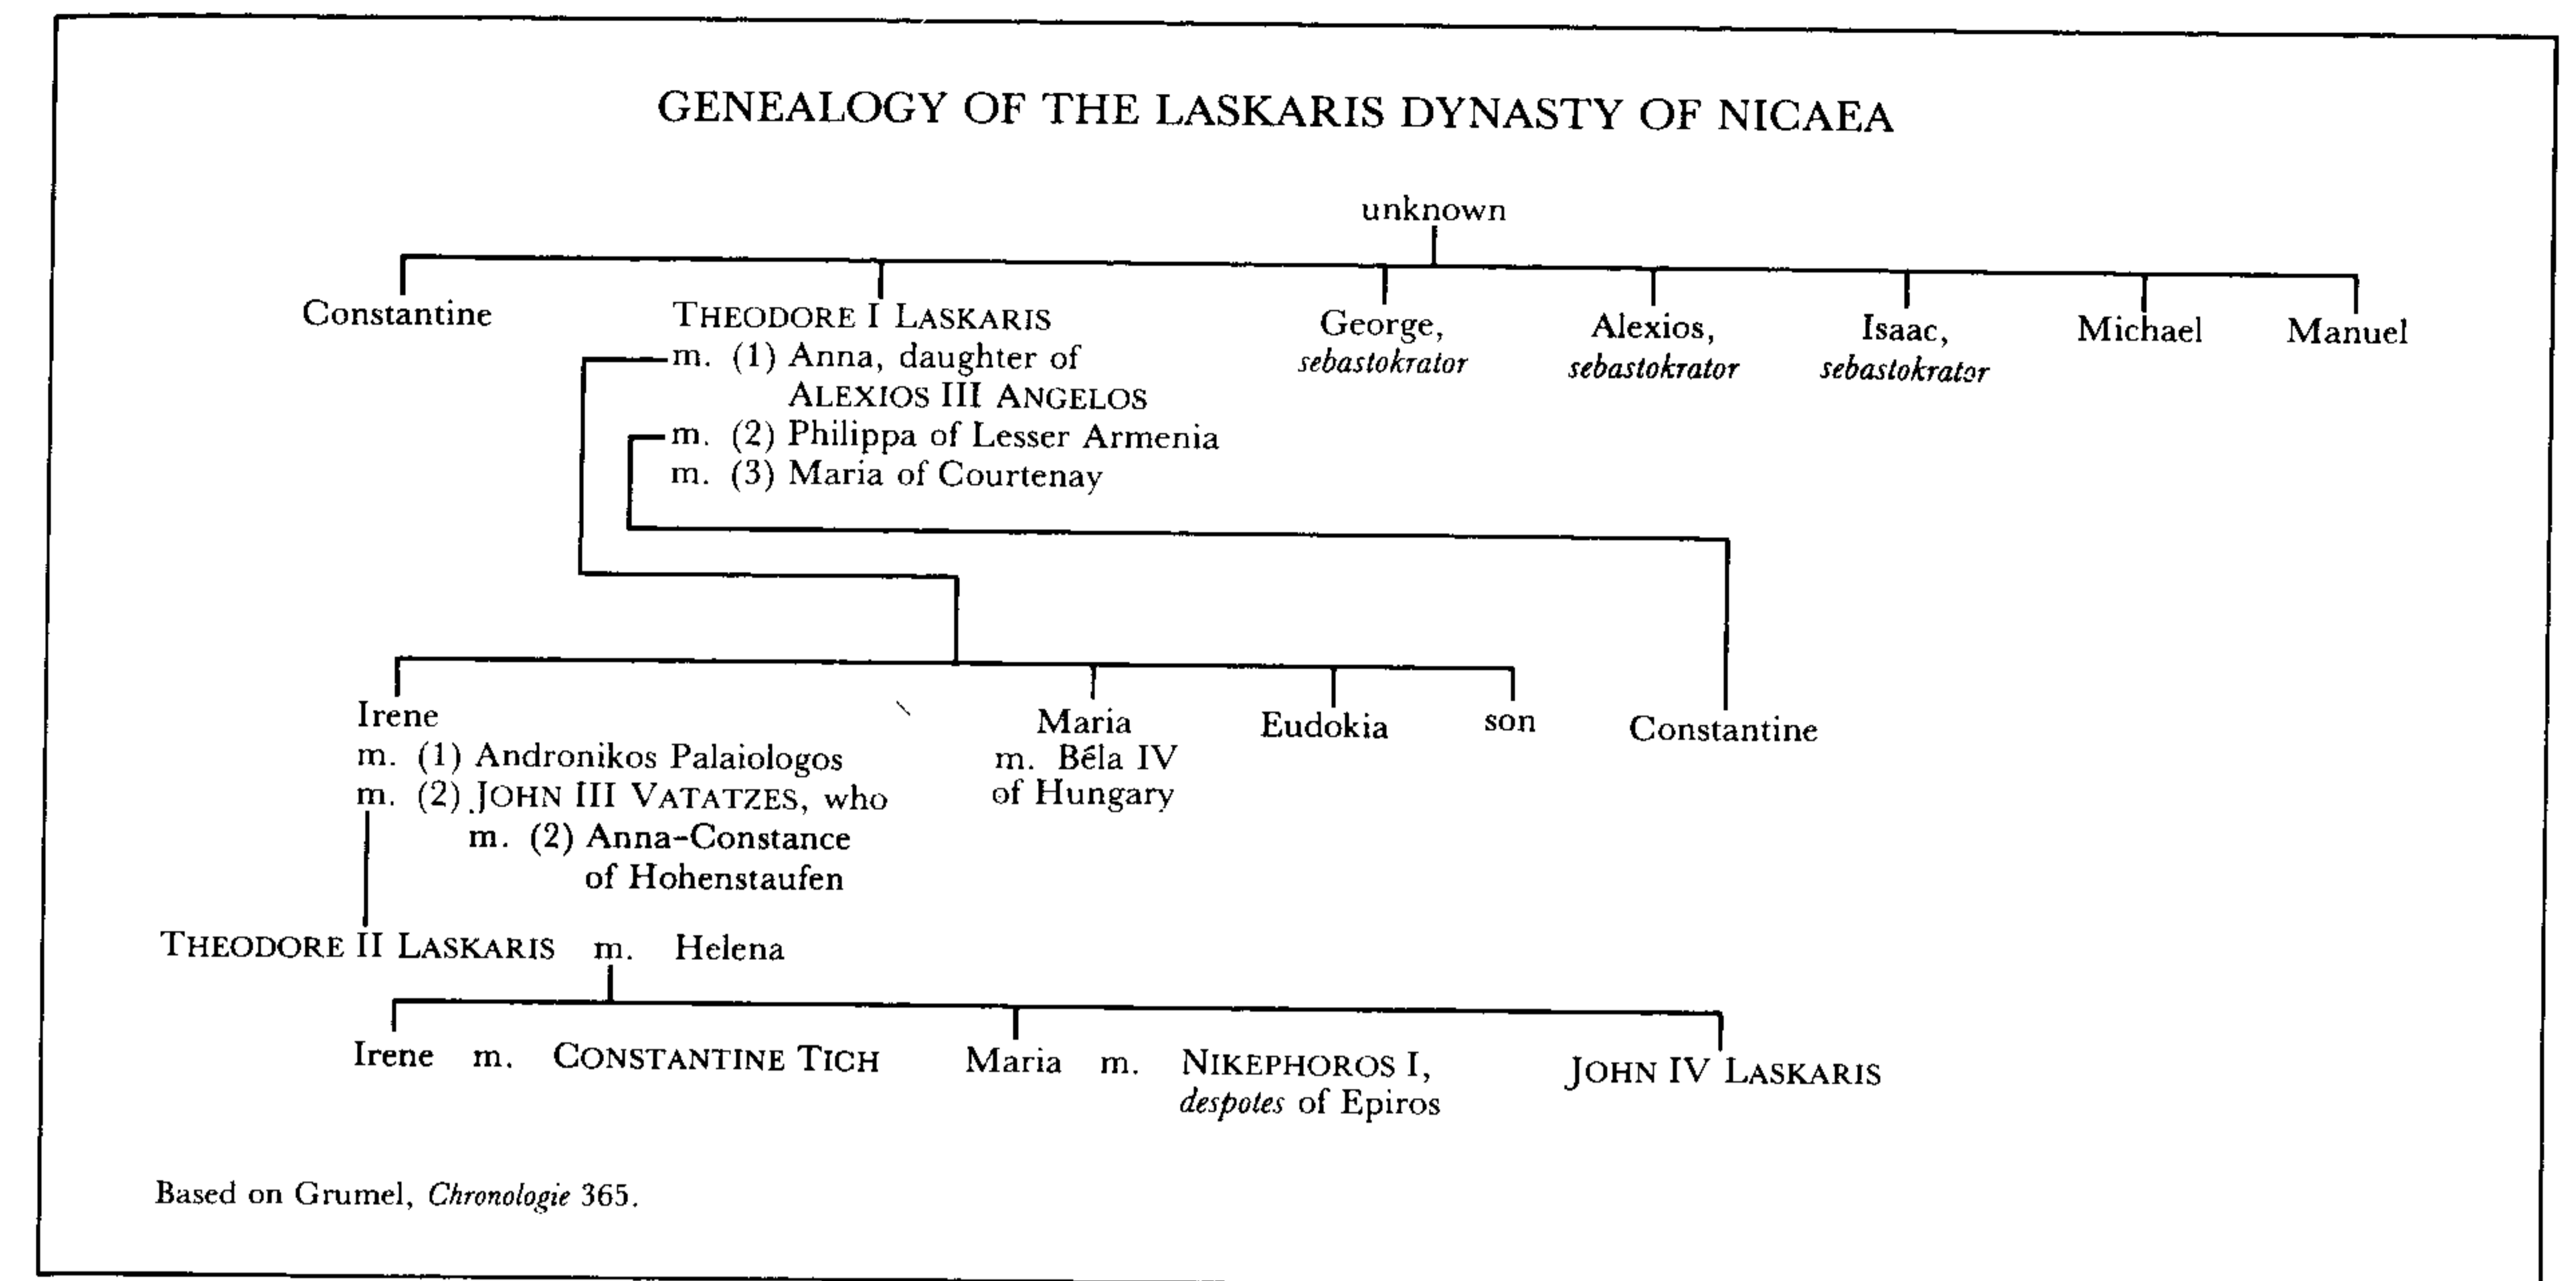 GENEALOGY OF THE LASKARIS DYNASTY OF NICAEA
unknown
Constantine
THEODORE I LASKARIS
m. (1) Anna, daughter of
ALEXIOS III ANGELOS
m. (2) Philippa of Lesser Armenia
m. (3) Maria of Courtenay
George,
sebastokrator
Alexios,
sebastokrator
Isaac,
sebastokrator
Michael
Manuel
Irene
m. (1) Andronikos Palaiologos
m. (2) JOHN III VATATZES, who
m. (2) Anna-Constance
of Hohenstaufen
Maria
m. Béla IV
of Hungary
Eudokia
son
Constantine
THEODORE II LASKARIS m. Helena
Irene m. CONSTANTINE TICH
Maria m. NIKEPHOROS I,
despotes of Epiros
JOHN IV LASKARIS
Based on Grumel, Chronologie 365.